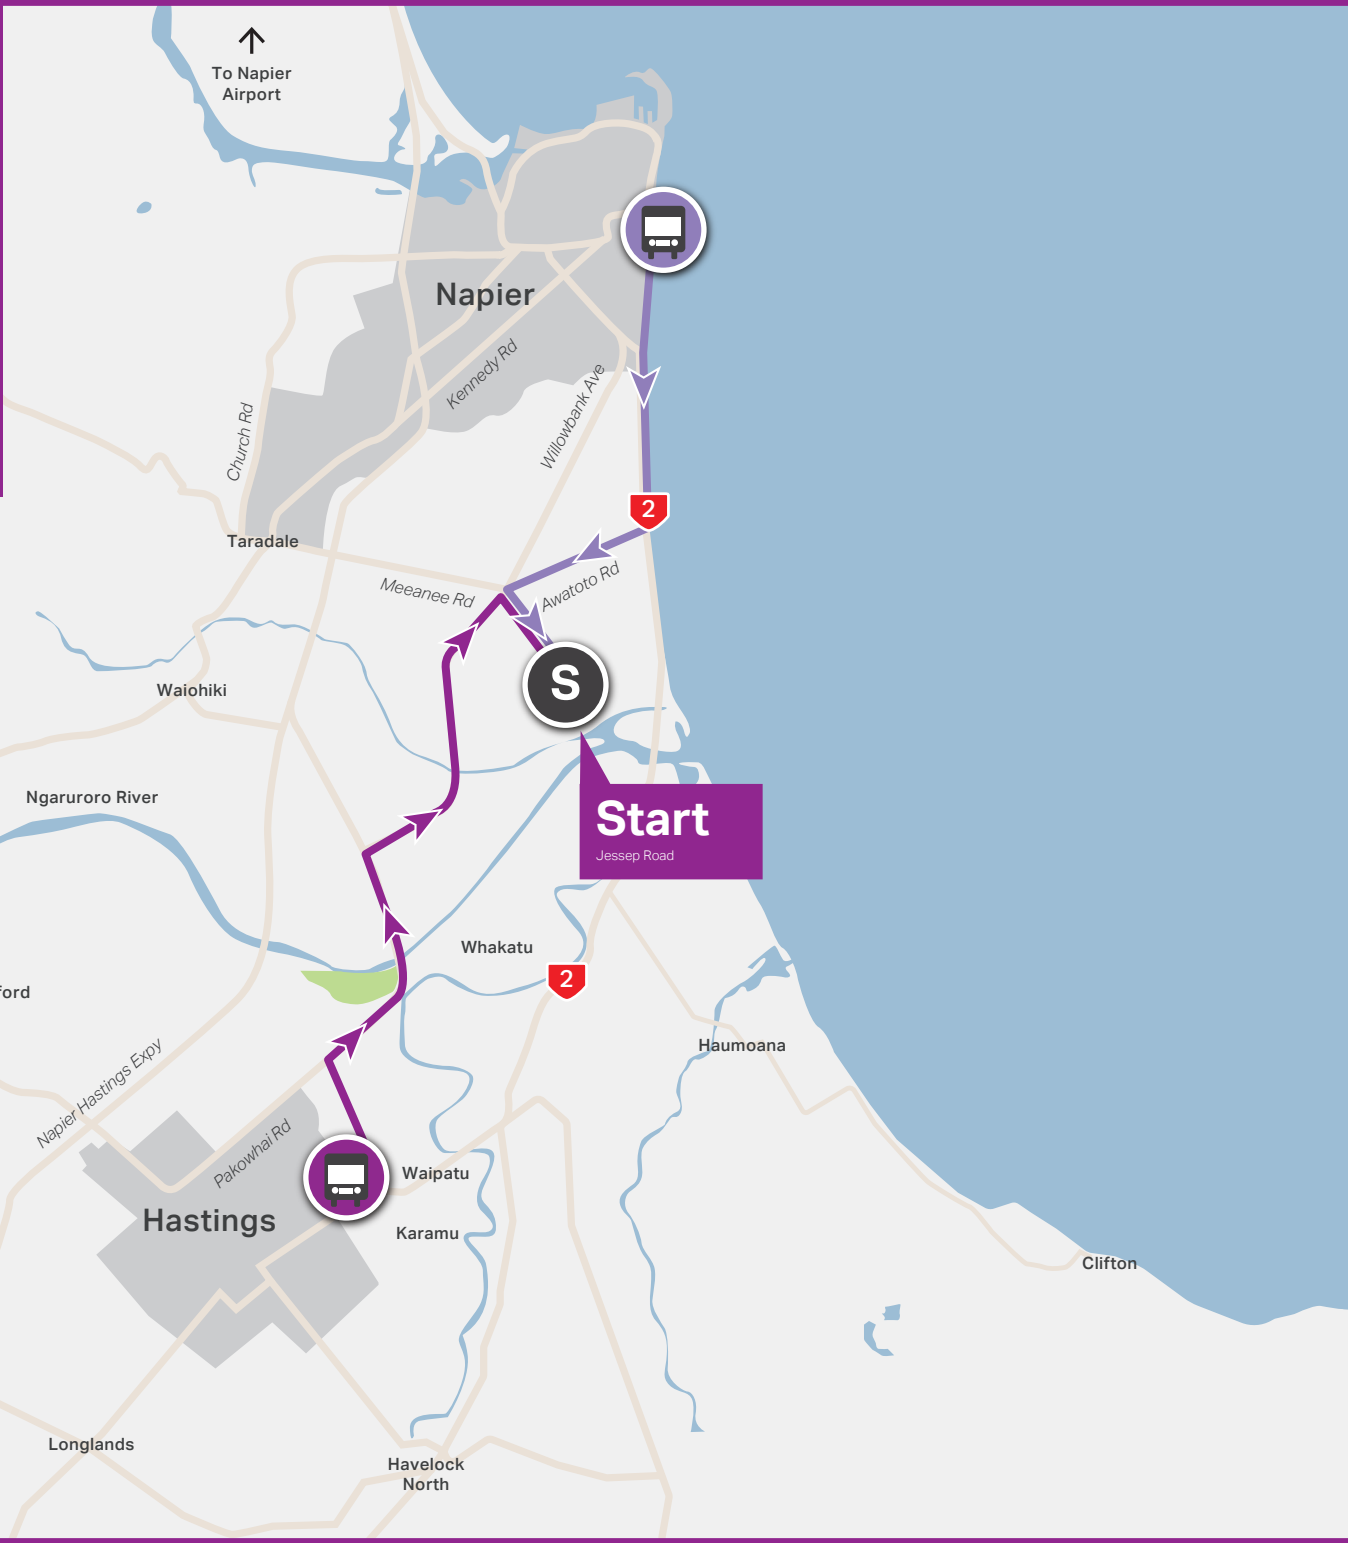 To Napier
Airport
Napier
Kennedy Rd
Willowbank Ave
Church Rd
2
Taradale
Meeanee Rd
Awatoto Rd
S
Waiohiki
Ngaruroro River
Start
Jessep Road
Whakatu
2
ford
Haumoana
Napier Hastings Expy
Pakowhai Rd
Waipatu
Hastings
Karamu
Clifton
Longlands
Havelock
North